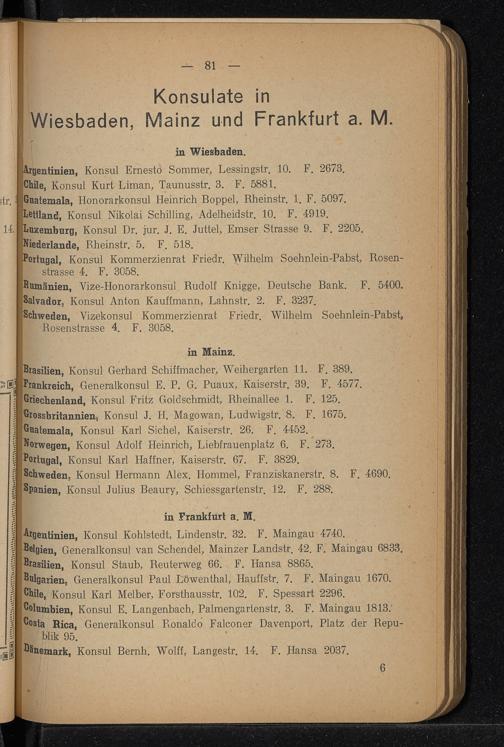 — 81 —
Konsulate in
Wiesbaden, Mainz und Frankfurt a. M.
in Wiesbaden.
Argentinien, Konsul Ernesto Sommer, Lessingstr. 10. F. 2673.
Chile, Konsul Kurt Liman, Taunusstr. 3. F. 5881.
Guatemala, Honorarkonsul Heinrich Boppel, Rheinstr. 1. F. 5097.
Lettland, Konsul Nikolai Schilling, Adelheidstr. 10. F. 4919.
Luxemburg, Konsul Dr. jur. J. E. Juttel, Emser Strasse 9. F. 2205.
Niederlande, Rheinstr. 5. F. 518.
Portugal, Konsul Kommerzienrat Friedr. Wilhelm Soehnlein-Pabst, Rosen-
strasse 4. F. 3058.
Rumänien, Vize-Honorarkonsul Rudolf Knigge, Deutsche Bank. F. 5400.
Salvador, Konsul Anton Kauffmann, Lahnstr. 2. F. 3237.
Schweden, Vizekonsul Kommerzienrat Friedr. Wilhelm Soehnlein-Pabst,
Rosenstrasse 4. F. 3058.
in Mainz.
Brasilien, Konsul Gerhard Schiffmacher, Weihergarten 11. F. 389.
Frankreich, Generalkonsul E. P. G. Puaux, Kaiserstr. 39. F. 4577.
Griechenland, Konsul Fritz Goldschmidt, Rheinallee 1. F. 125.
Grossbritannien, Konsul J. H. Magowan, Ludwigstr. 8. F. 1675.
Guatemala, Konsul Karl Sichel, Kaiserstr. 26. F. 4452.
Norwegen, Konsul Adolf Heinrich, Liebfrauenplatz 6. F. 273.
Portugal, Konsul Karl Haffner, Kaiserstr. 67. F. 3829.
Schweden, Konsul Hermann Alex. Hommel, Franziskanerstr. 8. F. 4690.
Spanien, Konsul Julius Beaury, Schiessgartenstr. 12. F. 288.
in Frankfurt a. M.
Argentinien, Konsul Kohlstedt, Lindenstr. 32. F. Maingau 4740.
Belgien, Generalkonsul van Schendel, Mainzer Landstr. 42. F. Maingau 6833.
Brasilien, Konsul Staub, Reuterweg 66. F. Hansa 8865.
Bulgarien, Generalkonsul Paul Löwenthal, Hauffstr. 7. F. Maingau 1670.
Chile, Konsul Karl Melber, Forsthausstr. 102. F. Spessart 2296.
Columbien, Konsul E. Langenbach, Palmengartenstr. 3. F. Maingau 1813.
Costa Rica, Generalkonsul Ronaldo Falconer Davenport, Platz der Repu-
blik 95.
Dänemark, Konsul Bernh. Wolff, Langestr. 14. F. Hansa 2037.
6